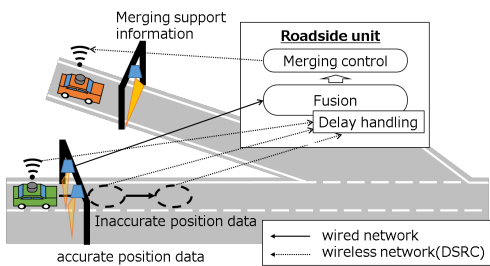 Merging support
information
Roadside unit
Merging control
Fusion
Delay handling
Inaccurate position data
accurate position data
wired network
wireless network(DSRC)